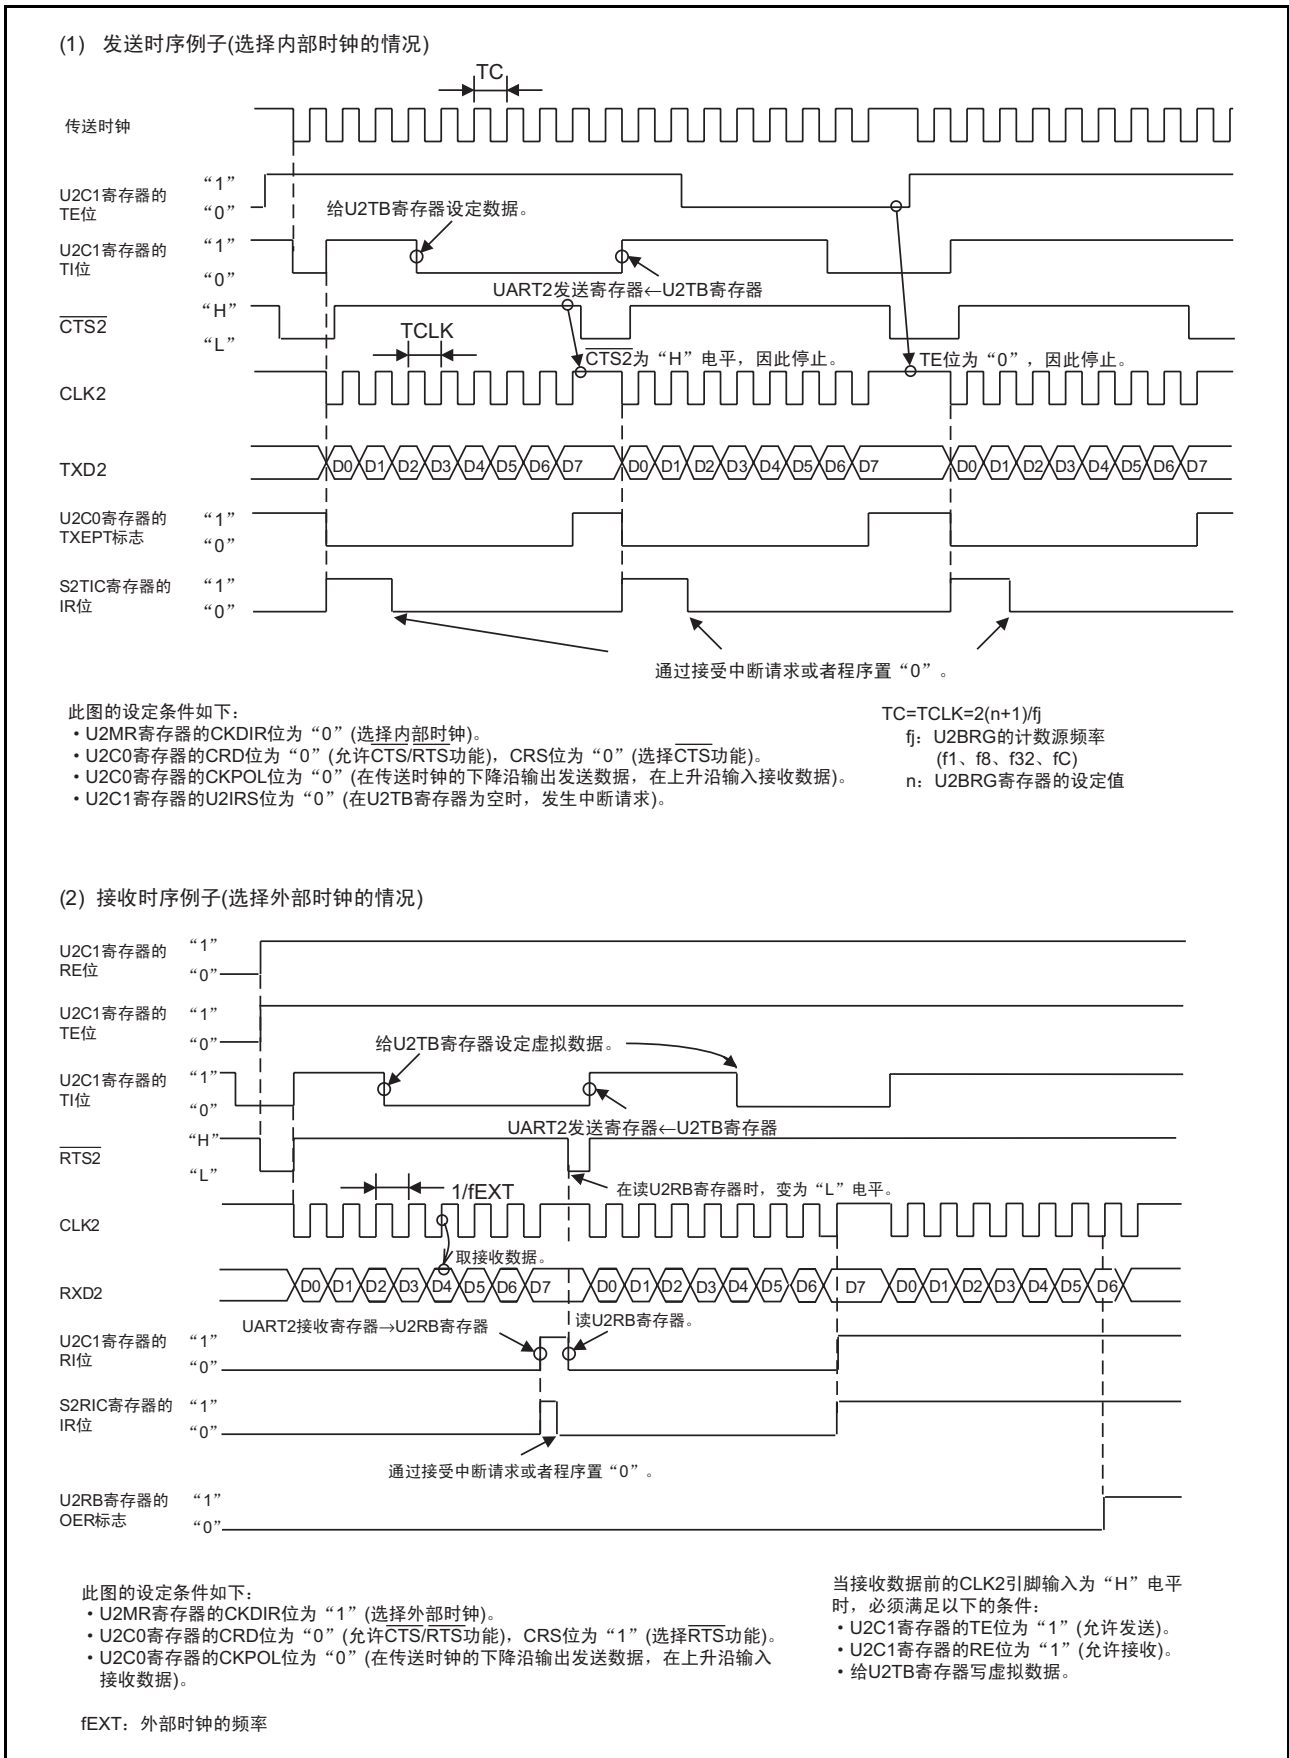 (1) 发送时序例子(选择内部时钟的情况)
TC
传送时钟
U2C1寄存器的
TE位
“1”
“0”
给U2TB寄存器设定数据。
U2C1寄存器的
TI位
“1”
“0”
UART2发送寄存器←U2TB寄存器
CTS2
“H”
“L”
TCLK
CTS2为“H”电平，因此停止。
TE位为“0”，因此停止。
CLK2
TXD2
D0 D1 D2 D3 D4 D5 D6 D7 D0 D1 D2 D3 D4 D5 D6 D7 D0 D1 D2 D3 D4 D5 D6 D7
U2C0寄存器的
TXEPT标志
“1”
“0”
S2TIC寄存器的
IR位
“1”
“0”
通过接受中断请求或者程序置“0”。
此图的设定条件如下：
・U2MR寄存器的CKDIR位为“0”(选择内部时钟)。
・U2C0寄存器的CRD位为“0”(允许CTS/RTS功能)，CRS位为“0”(选择CTS功能)。
・U2C0寄存器的CKPOL位为“0”(在传送时钟的下降沿输出发送数据，在上升沿输入接收数据)。
・U2C1寄存器的U2IRS位为“0”(在U2TB寄存器为空时，发生中断请求)。
TC=TCLK=2(n+1)/fj
fj：U2BRG的计数源频率
(f1、f8、f32、fC)
n：U2BRG寄存器的设定值
(2) 接收时序例子(选择外部时钟的情况)
U2C1寄存器的
RE位
“1”
“0”
U2C1寄存器的
TE位
“1”
“0”
给U2TB寄存器设定虚拟数据。
U2C1寄存器的
TI位
“1”
“0”
UART2发送寄存器←U2TB寄存器
RTS2
“H”
“L”
1/fEXT
在读U2RB寄存器时，变为“L”电平。
CLK2
取接收数据。
RXD2
D0 D1 D2 D3 D4 D5 D6 D7 D0 D1 D2 D3 D4 D5 D6 D7 D0 D1 D2 D3 D4 D5 D6
UART2接收寄存器→U2RB寄存器
读U2RB寄存器。
U2C1寄存器的
RI位
“1”
“0”
S2RIC寄存器的
IR位
“1”
“0”
通过接受中断请求或者程序置“0”。
U2RB寄存器的
OER标志
“1”
“0”
此图的设定条件如下：
・U2MR寄存器的CKDIR位为“1”(选择外部时钟)。
・U2C0寄存器的CRD位为“0”(允许CTS/RTS功能)，CRS位为“1”(选择RTS功能)。
・U2C0寄存器的CKPOL位为“0”(在传送时钟的下降沿输出发送数据，在上升沿输入
接收数据)。
fEXT：外部时钟的频率
当接收数据前的CLK2引脚输入为“H”电平
时，必须满足以下的条件：
・U2C1寄存器的TE位为“1”(允许发送)。
・U2C1寄存器的RE位为“1”(允许接收)。
・给U2TB寄存器写虚拟数据。